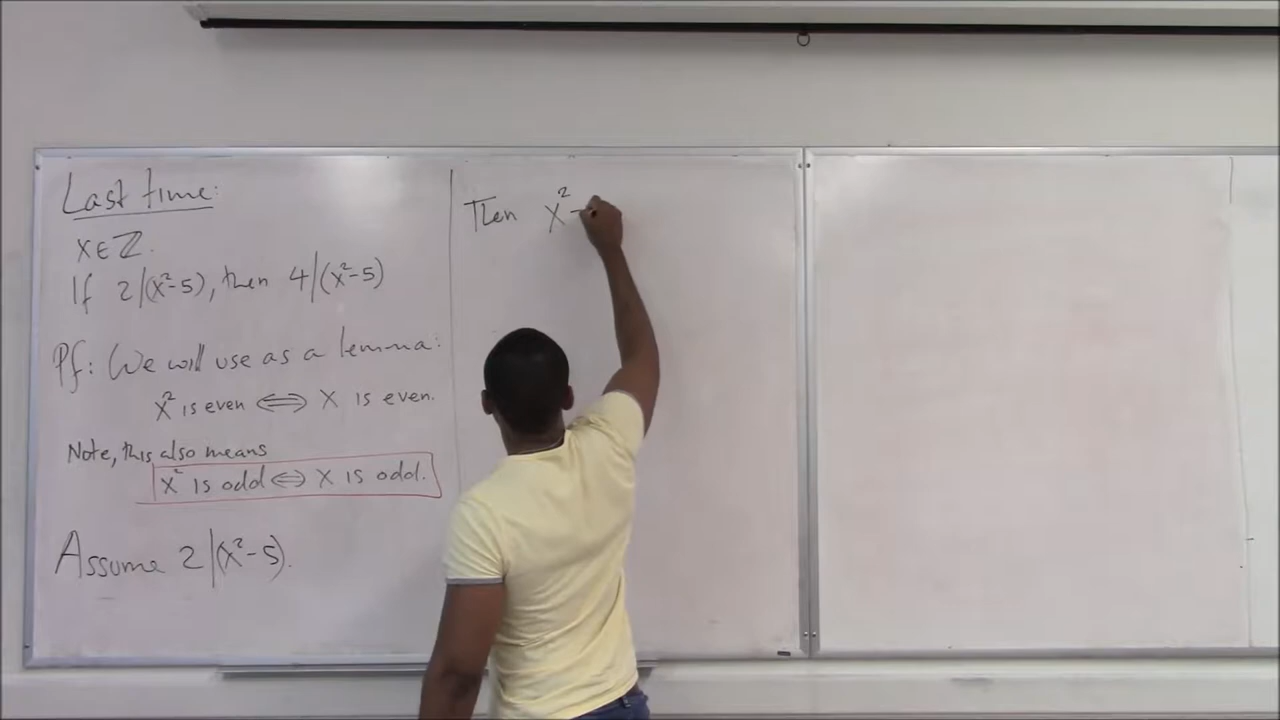 Last time:
X∈ℤ.
If 2|(X²-5), then 4|(X²-5)
Pf: We will use as a lemma:
X² is even ⟺ X is even.
Note, this also means
X² is odd ⟺ X is odd.
Assume 2|(X²-5).
Then X²-